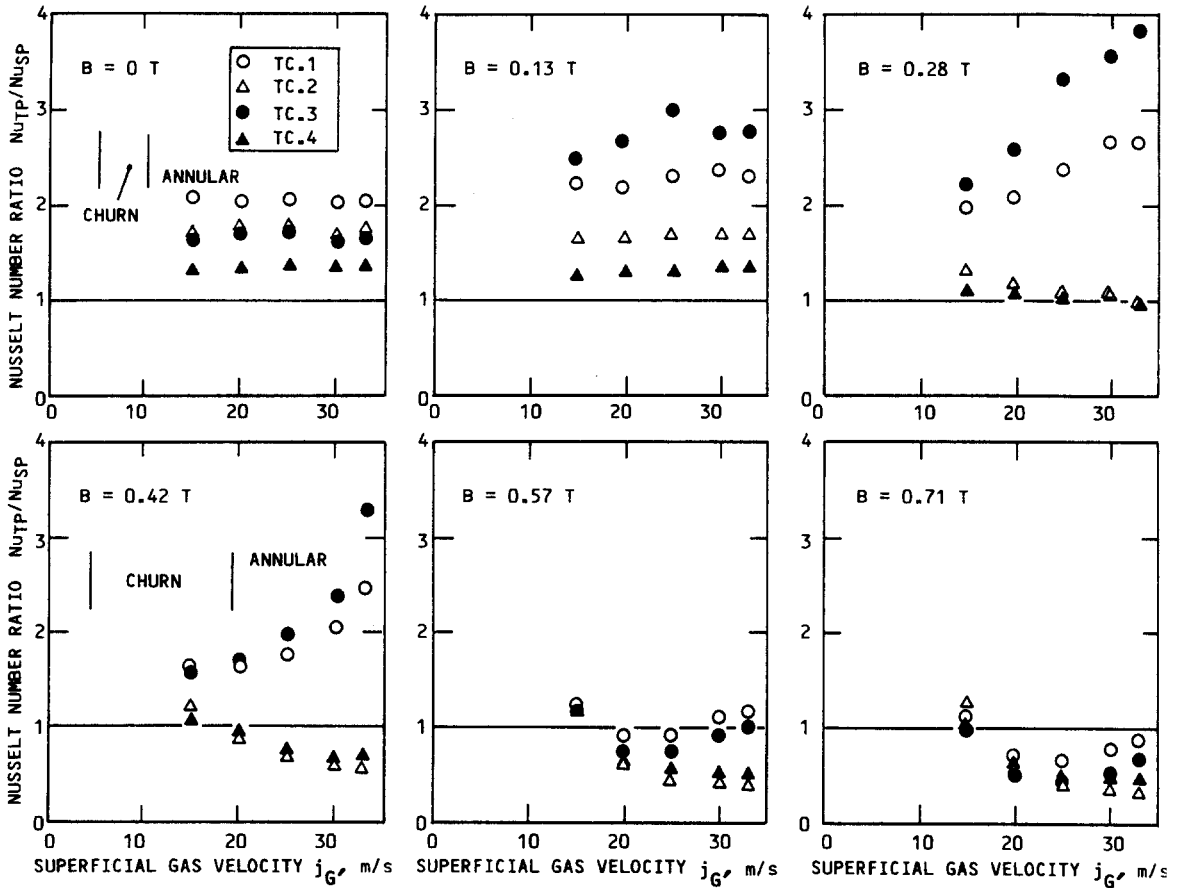 NUSSELT NUMBER RATIO NuTP/NuSP
4
3
2
1
0
B = 0 T
TC.1
TC.2
TC.3
TC.4
CHURN
ANNULAR
0 10 20 30
4
3
2
1
0
B = 0.13 T
0 10 20 30
4
3
2
1
0
B = 0.28 T
0 10 20 30
NUSSELT NUMBER RATIO NuTP/NuSP
4
3
2
1
0
B = 0.42 T
CHURN
ANNULAR
0 10 20 30
SUPERFICIAL GAS VELOCITY jG, m/s
4
3
2
1
0
B = 0.57 T
0 10 20 30
SUPERFICIAL GAS VELOCITY jG, m/s
4
3
2
1
0
B = 0.71 T
0 10 20 30
SUPERFICIAL GAS VELOCITY jG, m/s